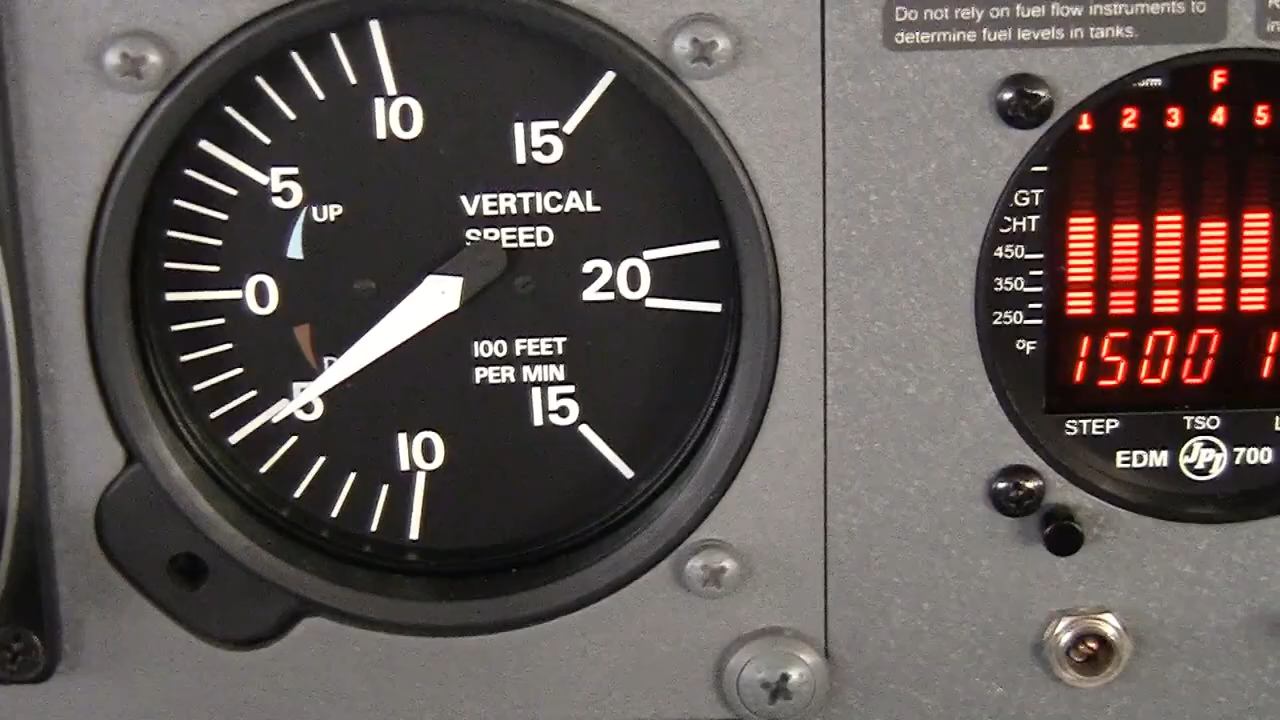 Do not rely on fuel flow instruments to
determine fuel levels in tanks.
10
15
5
UP
VERTICAL
SPEED
0
20
100 FEET
PER MIN
5
15
10
F
1 2 3 4 5
CHT
450
350
250
°F
1500 1
STEP
TSO
EDM JPI 700